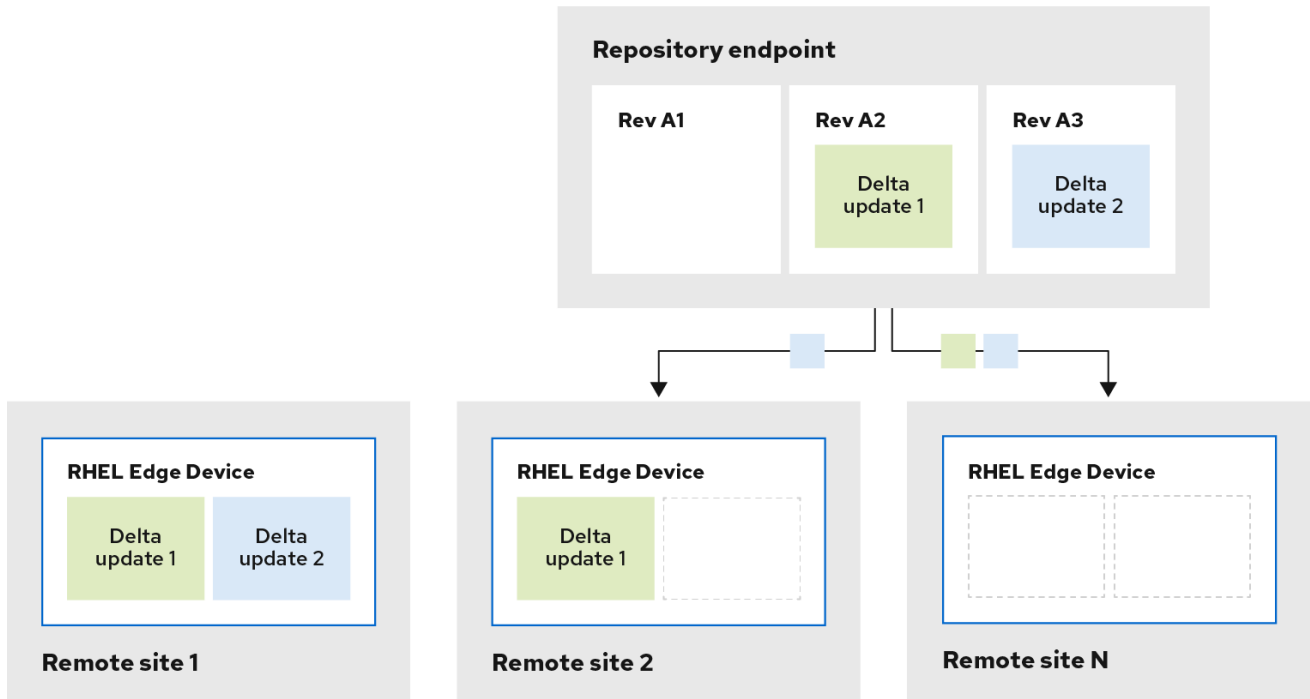 Repository endpoint
Rev A1
Rev A2
Rev A3
Delta
update 1
Delta
update 2
RHEL Edge Device
Delta
update 1
Delta
update 2
Remote site 1
RHEL Edge Device
Delta
update 1
Remote site 2
RHEL Edge Device
Remote site N